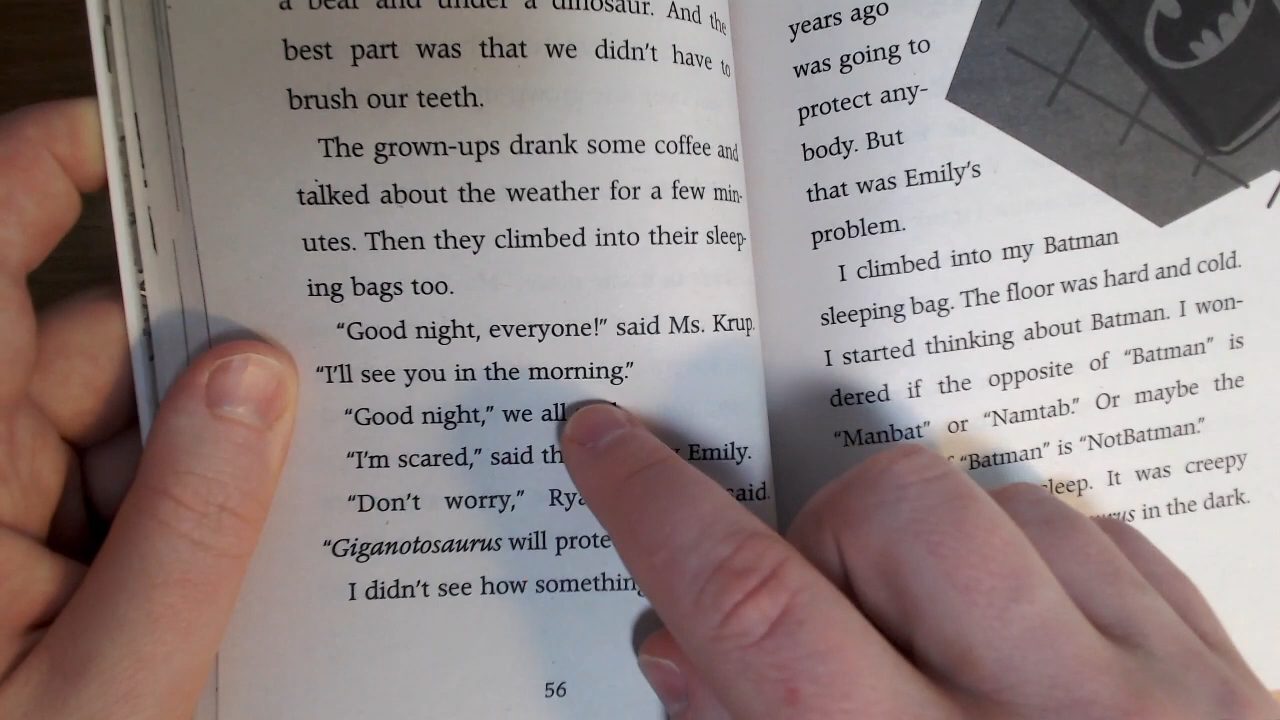 a bear and under a dinosaur. And the
best part was that we didn't have to
brush our teeth.
The grown-ups drank some coffee and
talked about the weather for a few min-
utes. Then they climbed into their sleep-
ing bags too.
"Good night, everyone!" said Ms. Krup.
"I'll see you in the morning."
"Good night," we all
"I'm scared," said Emily.
"Don't worry," said.
"Giganotosaurus will
I didn't see how
56
years ago
was going to
protect any-
body. But
that was Emily's
problem.
I climbed into my Batman
sleeping bag. The floor was hard and cold.
I started thinking about Batman. I won-
dered if the opposite of "Batman" is
"Manbat" or "Namtab." Or maybe the
"Batman" is "NotBatman."
It was creepy
in the dark.